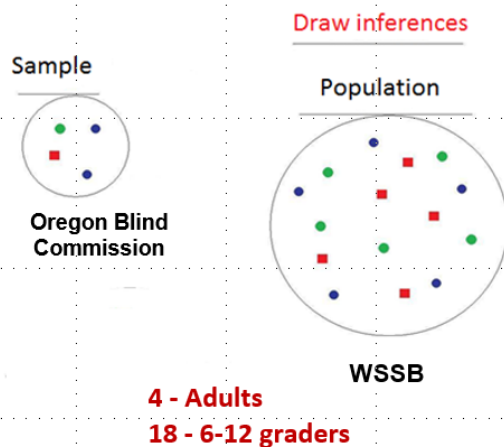 Draw inferences
Sample
Population
Oregon Blind
Commission
WSSB
4 - Adults
18 - 6-12 graders